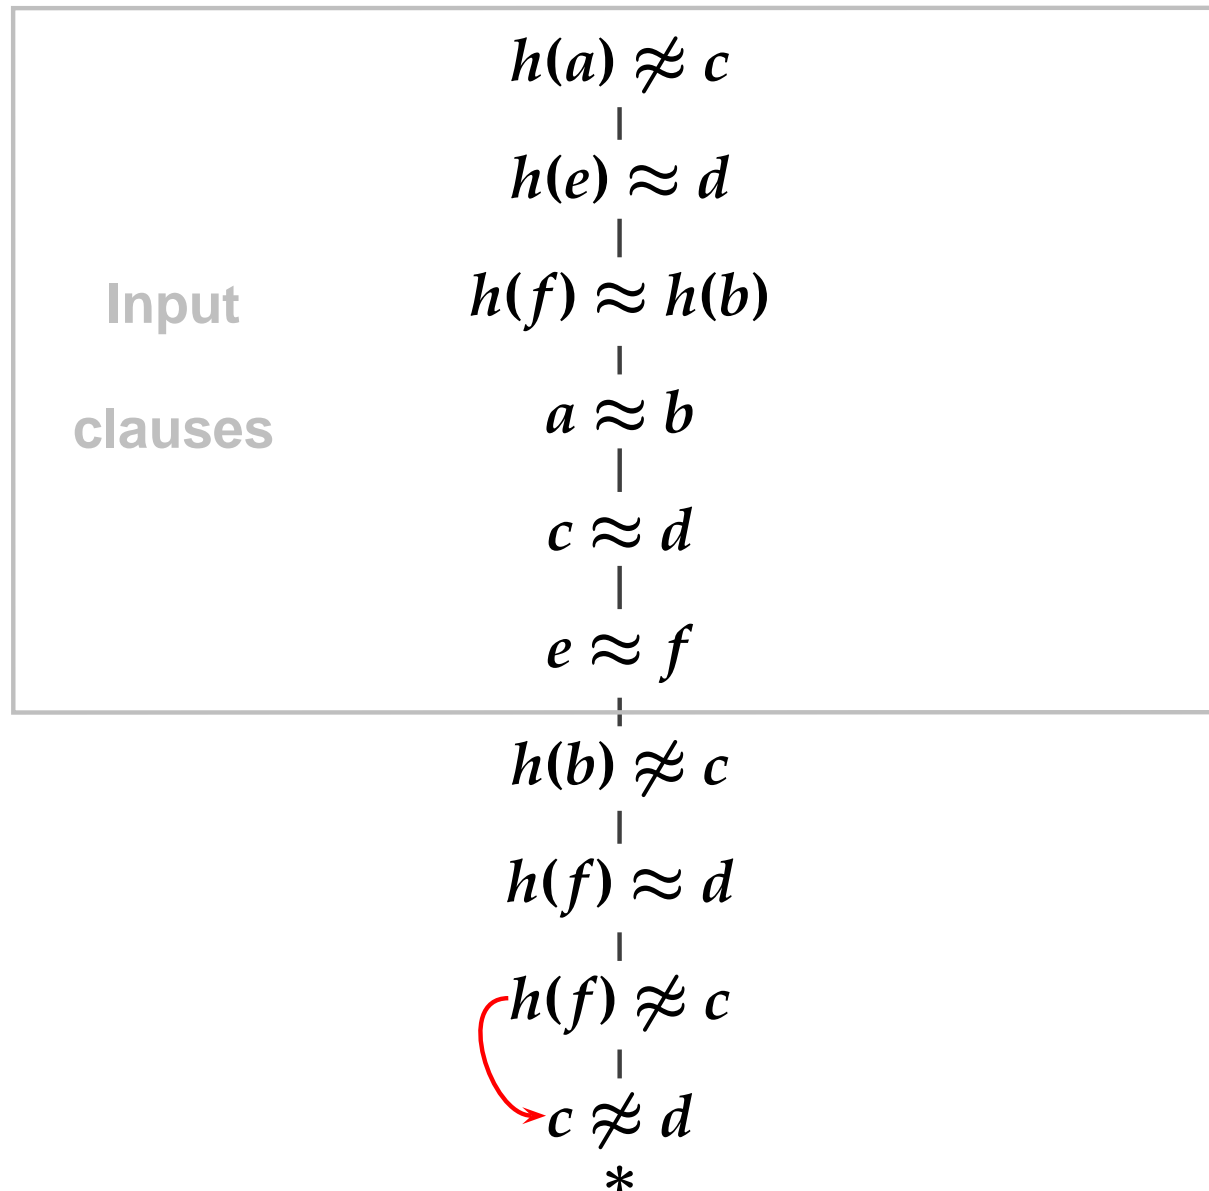 h(a) ≉ c
h(e) ≈ d
Input
h(f) ≈ h(b)
clauses
a ≈ b
c ≈ d
e ≈ f
h(b) ≉ c
h(f) ≈ d
h(f) ≉ c
c ≉ d
*